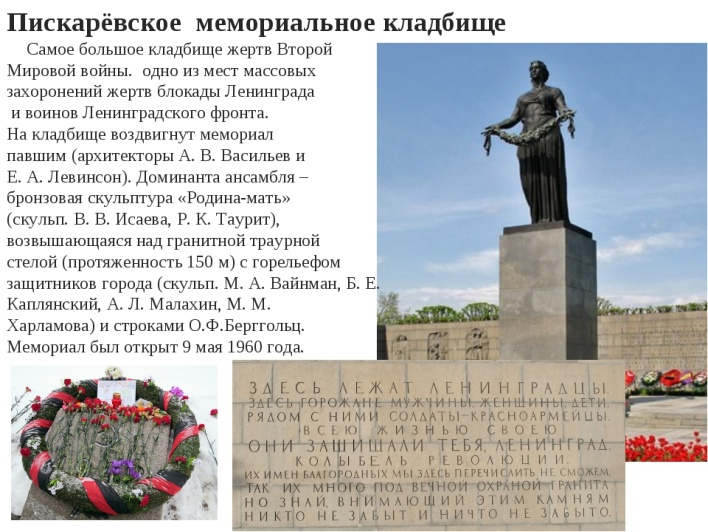 Пискарёвское мемориальное кладбище
Самое большое кладбище жертв Второй
Мировой войны. одно из мест массовых
захоронений жертв блокады Ленинграда
и воинов Ленинградского фронта.
На кладбище воздвигнут мемориал
павшим (архитекторы А. В. Васильев и
Е. А. Левинсон). Доминанта ансамбля –
бронзовая скульптура «Родина-мать»
(скульп. В. В. Исаева, Р. К. Таурит),
возвышающаяся над гранитной траурной
стелой (протяженность 150 м) с горельефом
защитников города (скульп. М. А. Вайнман, Б. Е.
Каплянский, А. Л. Малахин, М. М.
Харламова) и строками О.Ф.Берггольц.
Мемориал был открыт 9 мая 1960 года.
ЗДЕСЬ ЛЕЖАТ ЛЕНИНГРАДЦЫ.
ЗДЕСЬ ГОРОЖАНЕ МУЖЧИНЫ, ЖЕНЩИНЫ, ДЕТИ.
РЯДОМ С НИМИ СОЛДАТЫ-КРАСНОАРМЕЙЦЫ.
ВСЕЮ ЖИЗНЬЮ СВОЕЮ
ОНИ ЗАЩИЩАЛИ ТЕБЯ, ЛЕНИНГРАД,
КОЛЫБЕЛЬ РЕВОЛЮЦИИ.
ИХ ИМЕН БЛАГОРОДНЫХ МЫ ЗДЕСЬ ПЕРЕЧИСЛИТЬ НЕ СМОЖЕМ,
ТАК ИХ МНОГО ПОД ВЕЧНОЙ ОХРАНОЙ ГРАНИТА
НО ЗНАЙ, ВНИМАЮЩИЙ ЭТИМ КАМНЯМ
НИКТО НЕ ЗАБЫТ И НИЧТО НЕ ЗАБЫТО.